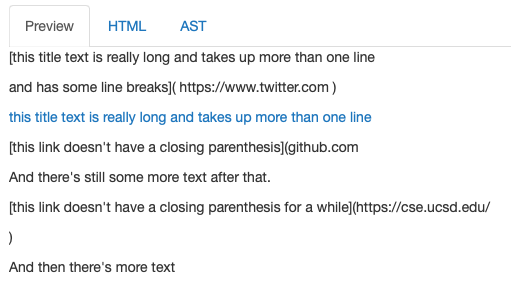 Preview HTML AST
[this title text is really long and takes up more than one line
and has some line breaks]( https://www.twitter.com )
this title text is really long and takes up more than one line
[this link doesn't have a closing parenthesis](github.com
And there's still some more text after that.
[this link doesn't have a closing parenthesis for a while](https://cse.ucsd.edu/
)
And then there's more text